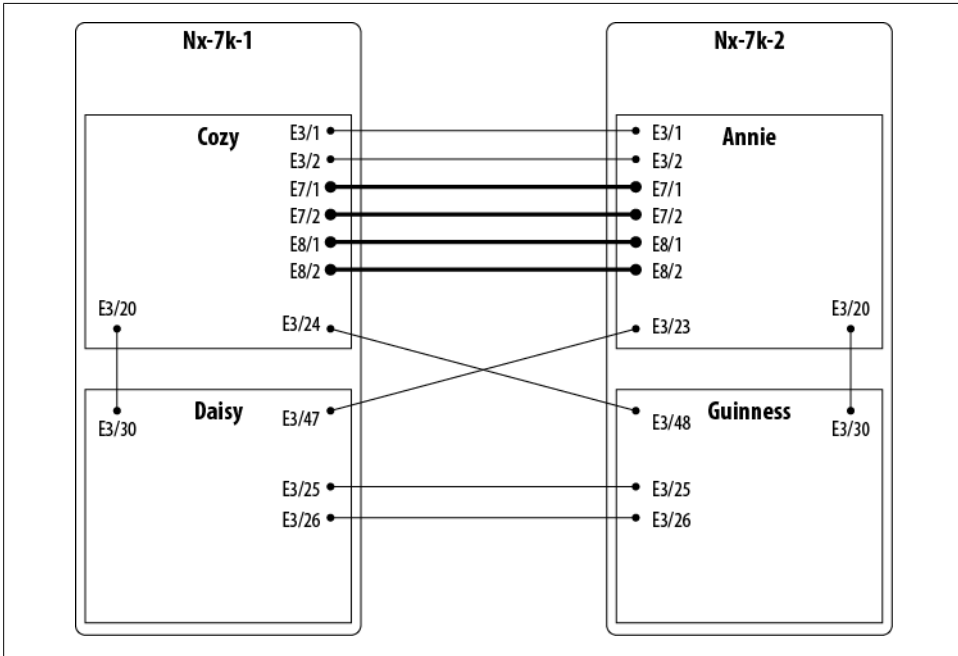 Nx-7k-1
Nx-7k-2
Cozy
Annie
E3/1
E3/1
E3/2
E3/2
E7/1
E7/1
E7/2
E7/2
E8/1
E8/1
E8/2
E8/2
E3/20
E3/24
E3/23
E3/20
Daisy
Guinness
E3/30
E3/47
E3/48
E3/30
E3/25
E3/25
E3/26
E3/26